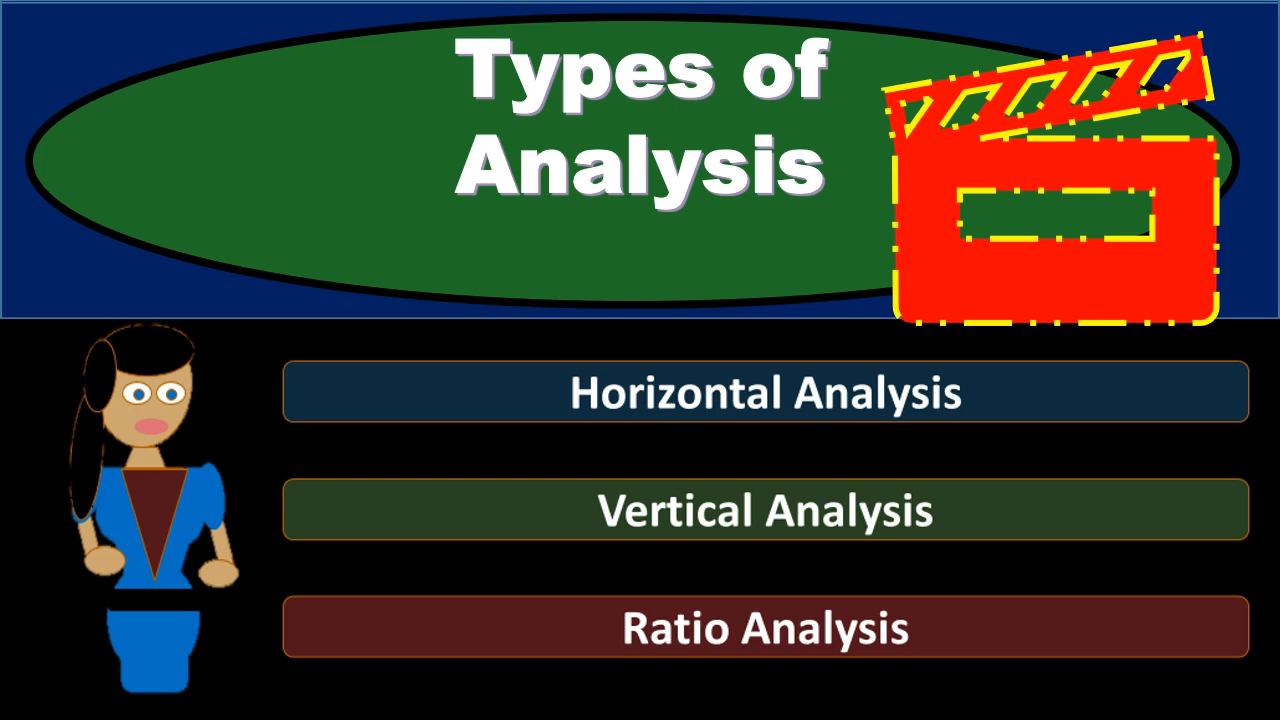 Types of
Analysis
Horizontal Analysis
Vertical Analysis
Ratio Analysis